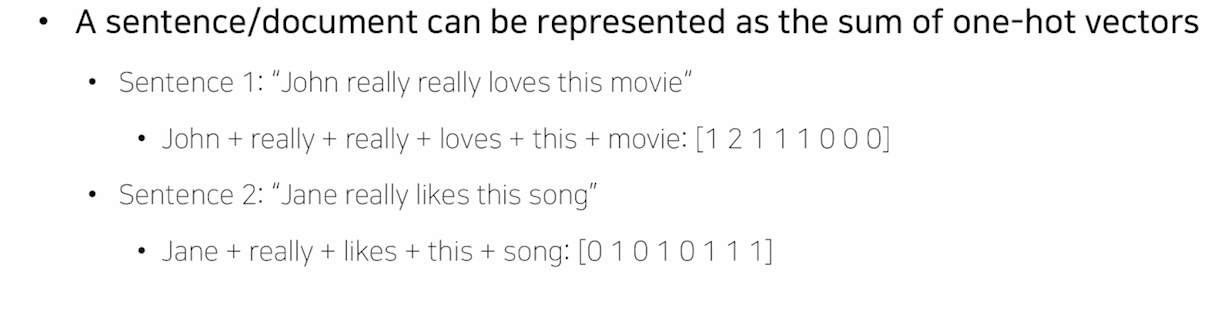 • A sentence/document can be represented as the sum of one-hot vectors
• Sentence 1: “John really really loves this movie“
• John + really + really + loves + this + movie: [1 2 1 1 1 0 0 0]
• Sentence 2: “Jane really likes this song”
• Jane + really + likes + this + song: [0 1 0 1 0 1 1 1]